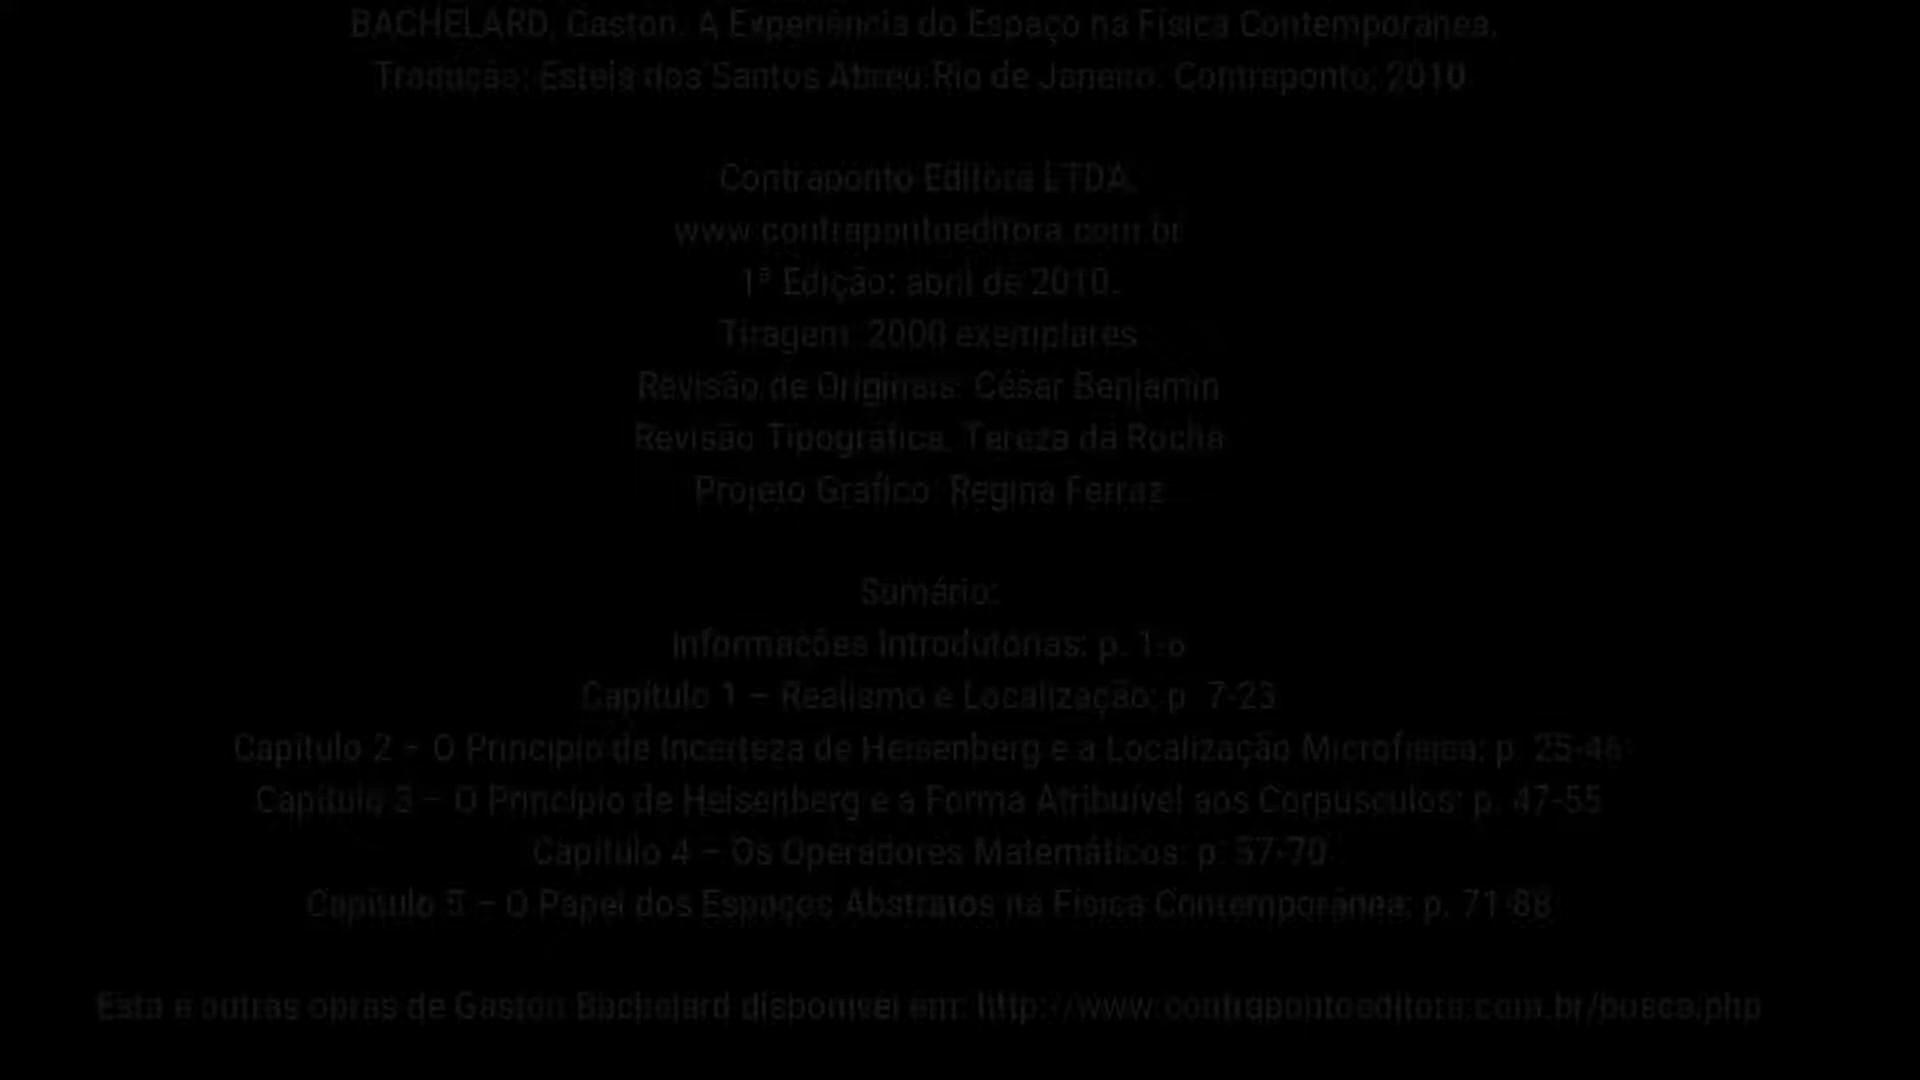 BACHELARD, Gaston. A Experiência do Espaço na Física Contemporânea.
Tradução: Estela dos Santos Abreu.Rio de Janeiro: Contraponto, 2010
Contraponto Editora LTDA.
www.contrapontoeditora.com.br
1ª Edição: abril de 2010.
Tiragem: 2000 exemplares
Revisão de Originais: César Benjamin
Revisão Tipográfica: Tereza da Rocha
Projeto Gráfico: Regina Ferraz
Sumário:
Informações Introdutórias: p. 1-6
Capítulo 1 – Realismo e Localização: p. 7-23
Capítulo 2 – O Princípio de Incerteza de Heisenberg e a Localização Microfísica: p. 25-46
Capítulo 3 – O Princípio de Heisenberg e a Forma Atribuível aos Corpúsculos: p. 47-55
Capítulo 4 – Os Operadores Matemáticos: p. 57-70
Capítulo 5 – O Papel dos Espaços Abstratos na Física Contemporânea: p. 71-88
Esta e outras obras de Gaston Bachelard disponível em: http://www.contrapontoeditora.com.br/busca.php